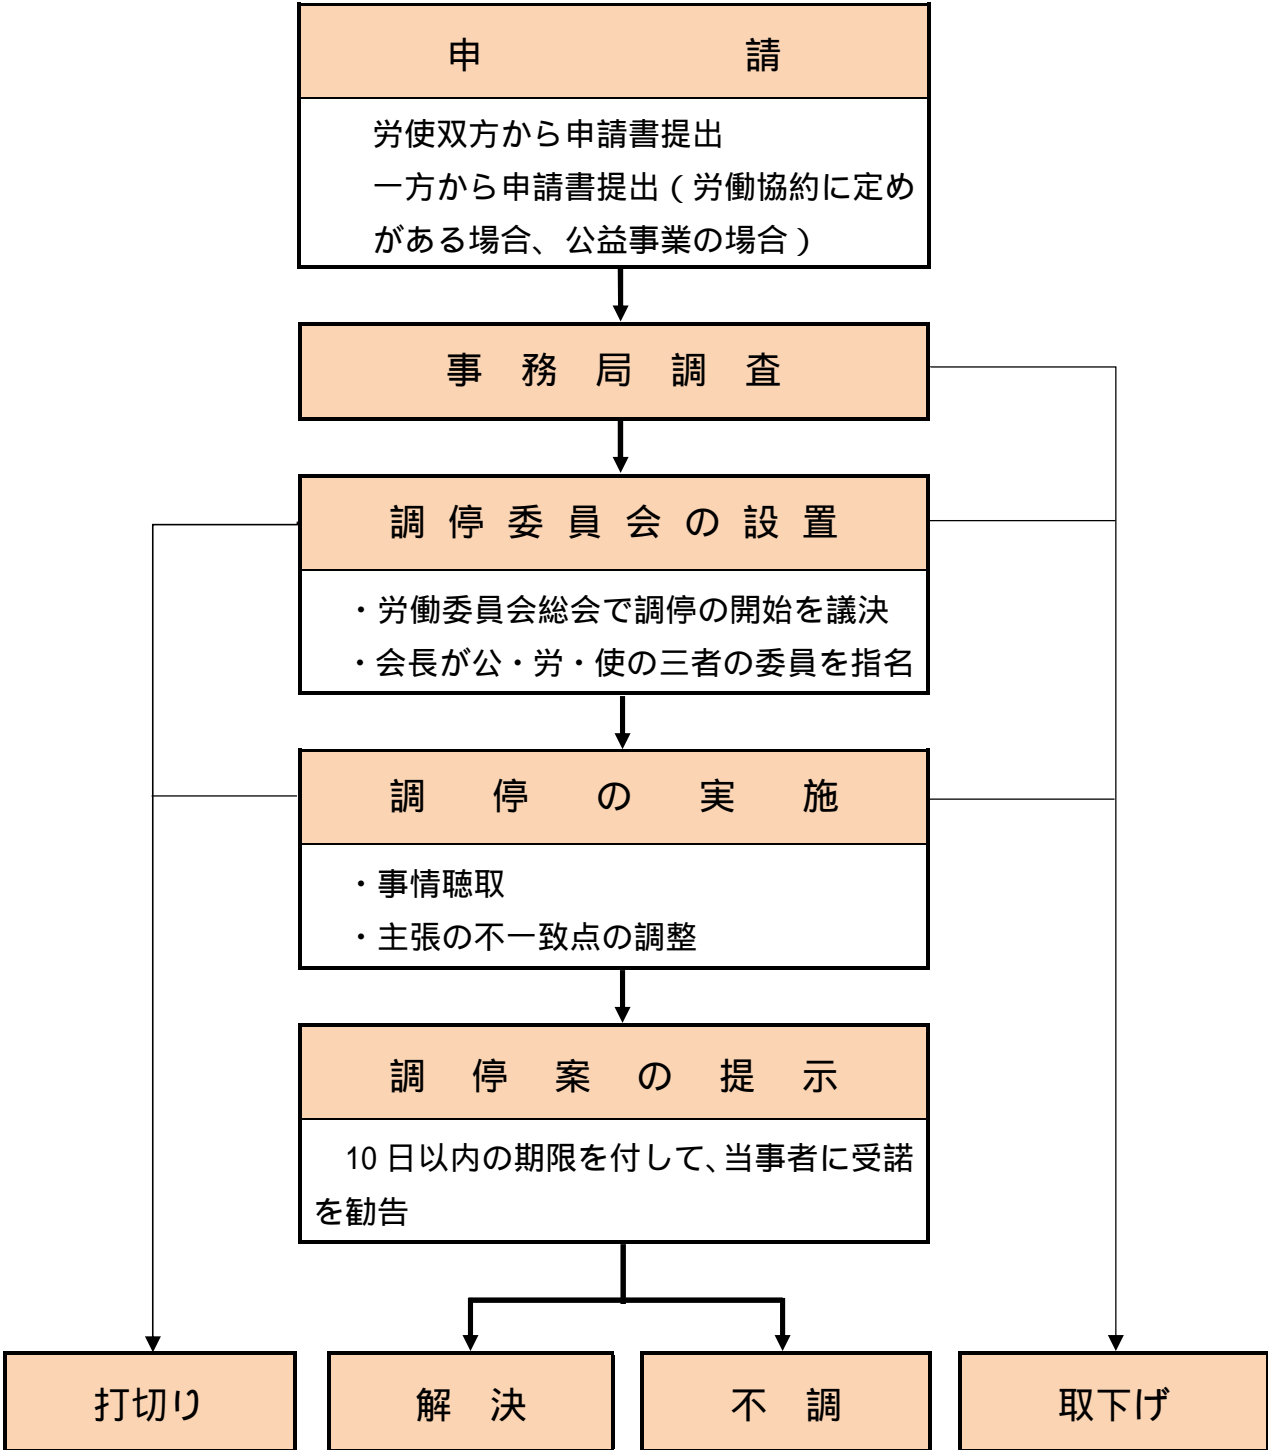 申請
労使双方から申請書提出
一方から申請書提出（労働協約に定め
がある場合、公益事業の場合）
事務局調査
調停委員会の設置
・労働委員会総会で調停の開始を議決
・会長が公・労・使の三者の委員を指名
調停の実施
・事情聴取
・主張の不一致点の調整
調停案の提示
10日以内の期限を付して、当事者に受諾
を勧告
打切り
解決
不調
取下げ